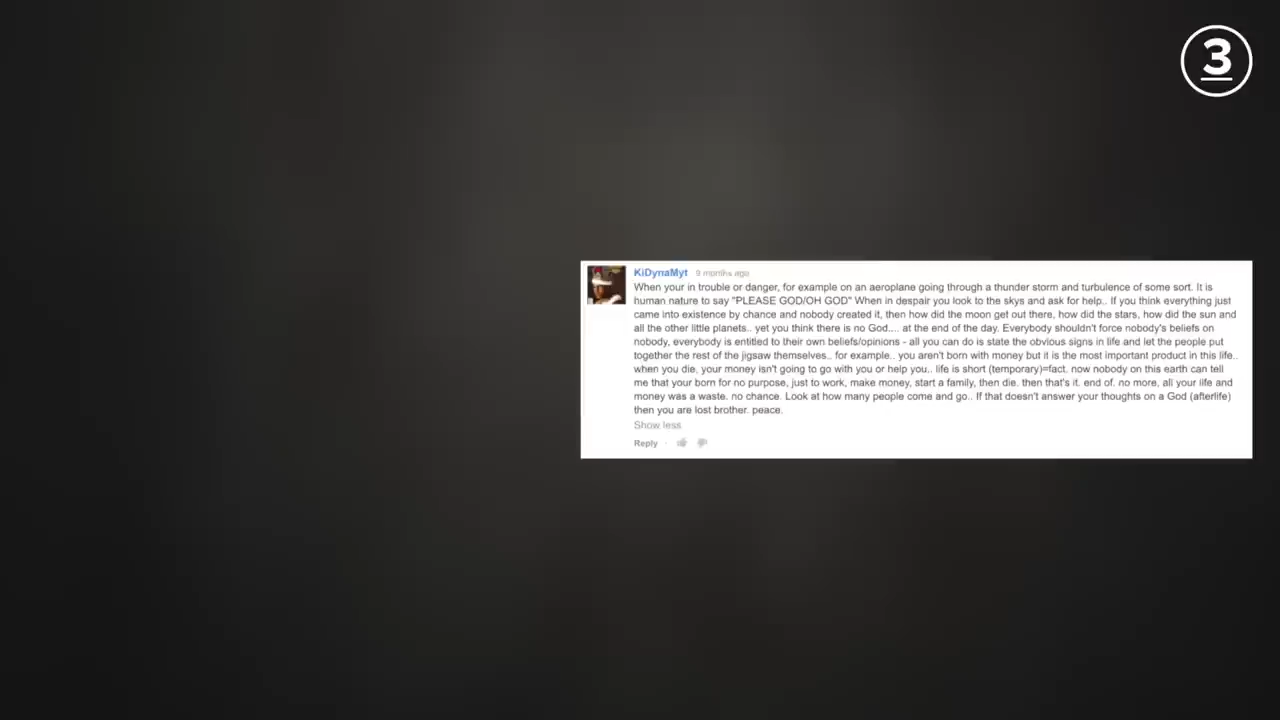 3
KiDynaMyt 9 months ago
When your in trouble or danger, for example on an aeroplane going through a thunder storm and turbulence of some sort. It is
human nature to say "PLEASE GOD/OH GOD" When in despair you look to the skys and ask for help.. If you think everything just
came into existence by chance and nobody created it, then how did the moon get out there, how did the stars, how did the sun and
all the other little planets.. yet you think there is no God.... at the end of the day. Everybody shouldn't force nobody's beliefs on
nobody, everybody is entitled to their own beliefs/opinions - all you can do is state the obvious signs in life and let the people put
together the rest of the jigsaw themselves.. for example.. you aren't born with money but it is the most important product in this life..
when you die, your money isn't going to go with you or help you.. life is short (temporary)=fact. now nobody on this earth can tell
me that your born for no purpose, just to work, make money, start a family, then die. then that's it. end of. no more, all your life and
money was a waste. no chance. Look at how many people come and go.. If that doesn't answer your thoughts on a God (afterlife)
then you are lost brother. peace.
Show less
Reply